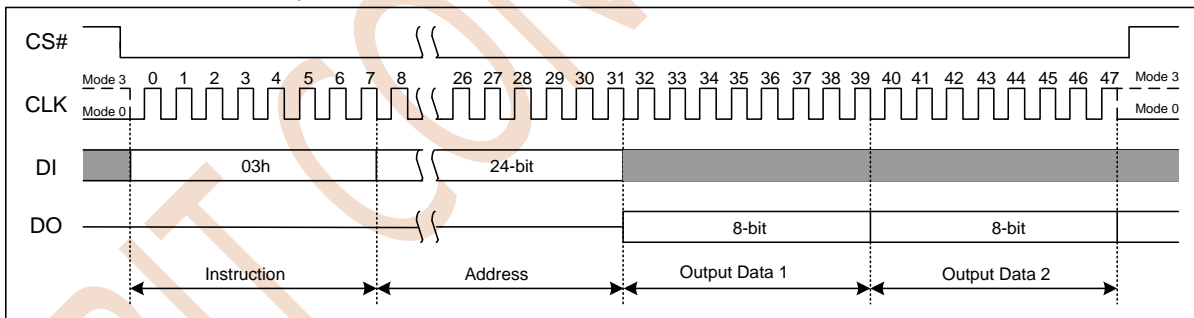 CS#
Mode 3 0 1 2 3 4 5 6 7 8 26 27 28 29 30 31 32 33 34 35 36 37 38 39 40 41 42 43 44 45 46 47 Mode 3
CLK
Mode 0 Mode 0
DI 03h 24-bit
DO 8-bit 8-bit
Instruction Address Output Data 1 Output Data 2